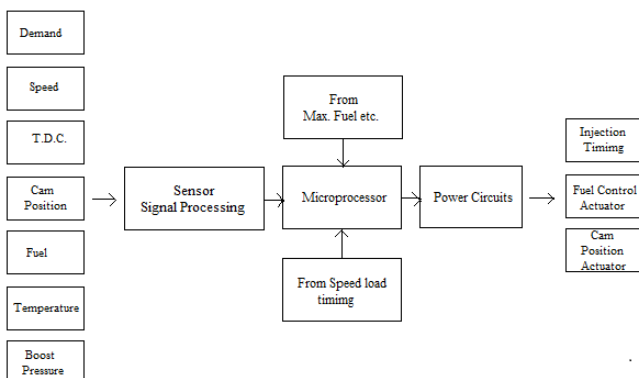 Demand
Speed
T.D.C.
Cam
Position
Fuel
Temperature
Boost
Pressure
Sensor
Signal Processing
From
Max. Fuel etc.
Microprocessor
From Speed load
timimg
Power Circuits
Injection
Timimg
Fuel Control
Actuator
Cam
Position
Actuator
.